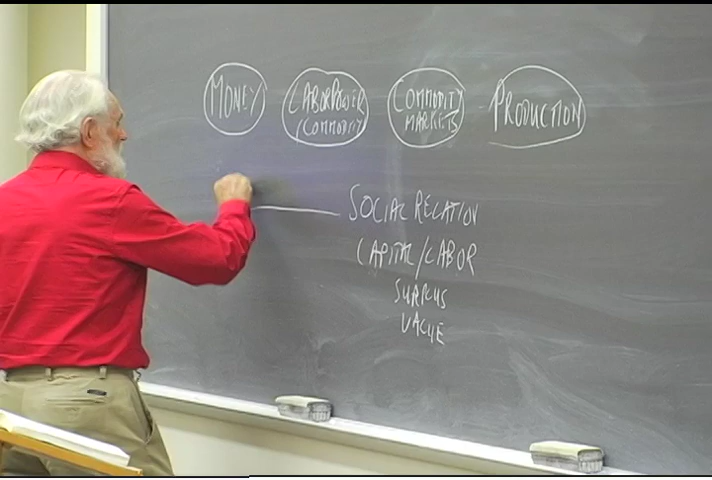 MONEY
LABOR POWER
/COMMODITY
COMMODITY
MARKETS
PRODUCTION
SOCIAL RELATION
CAPITAL/LABOR
SURPLUS
VALUE